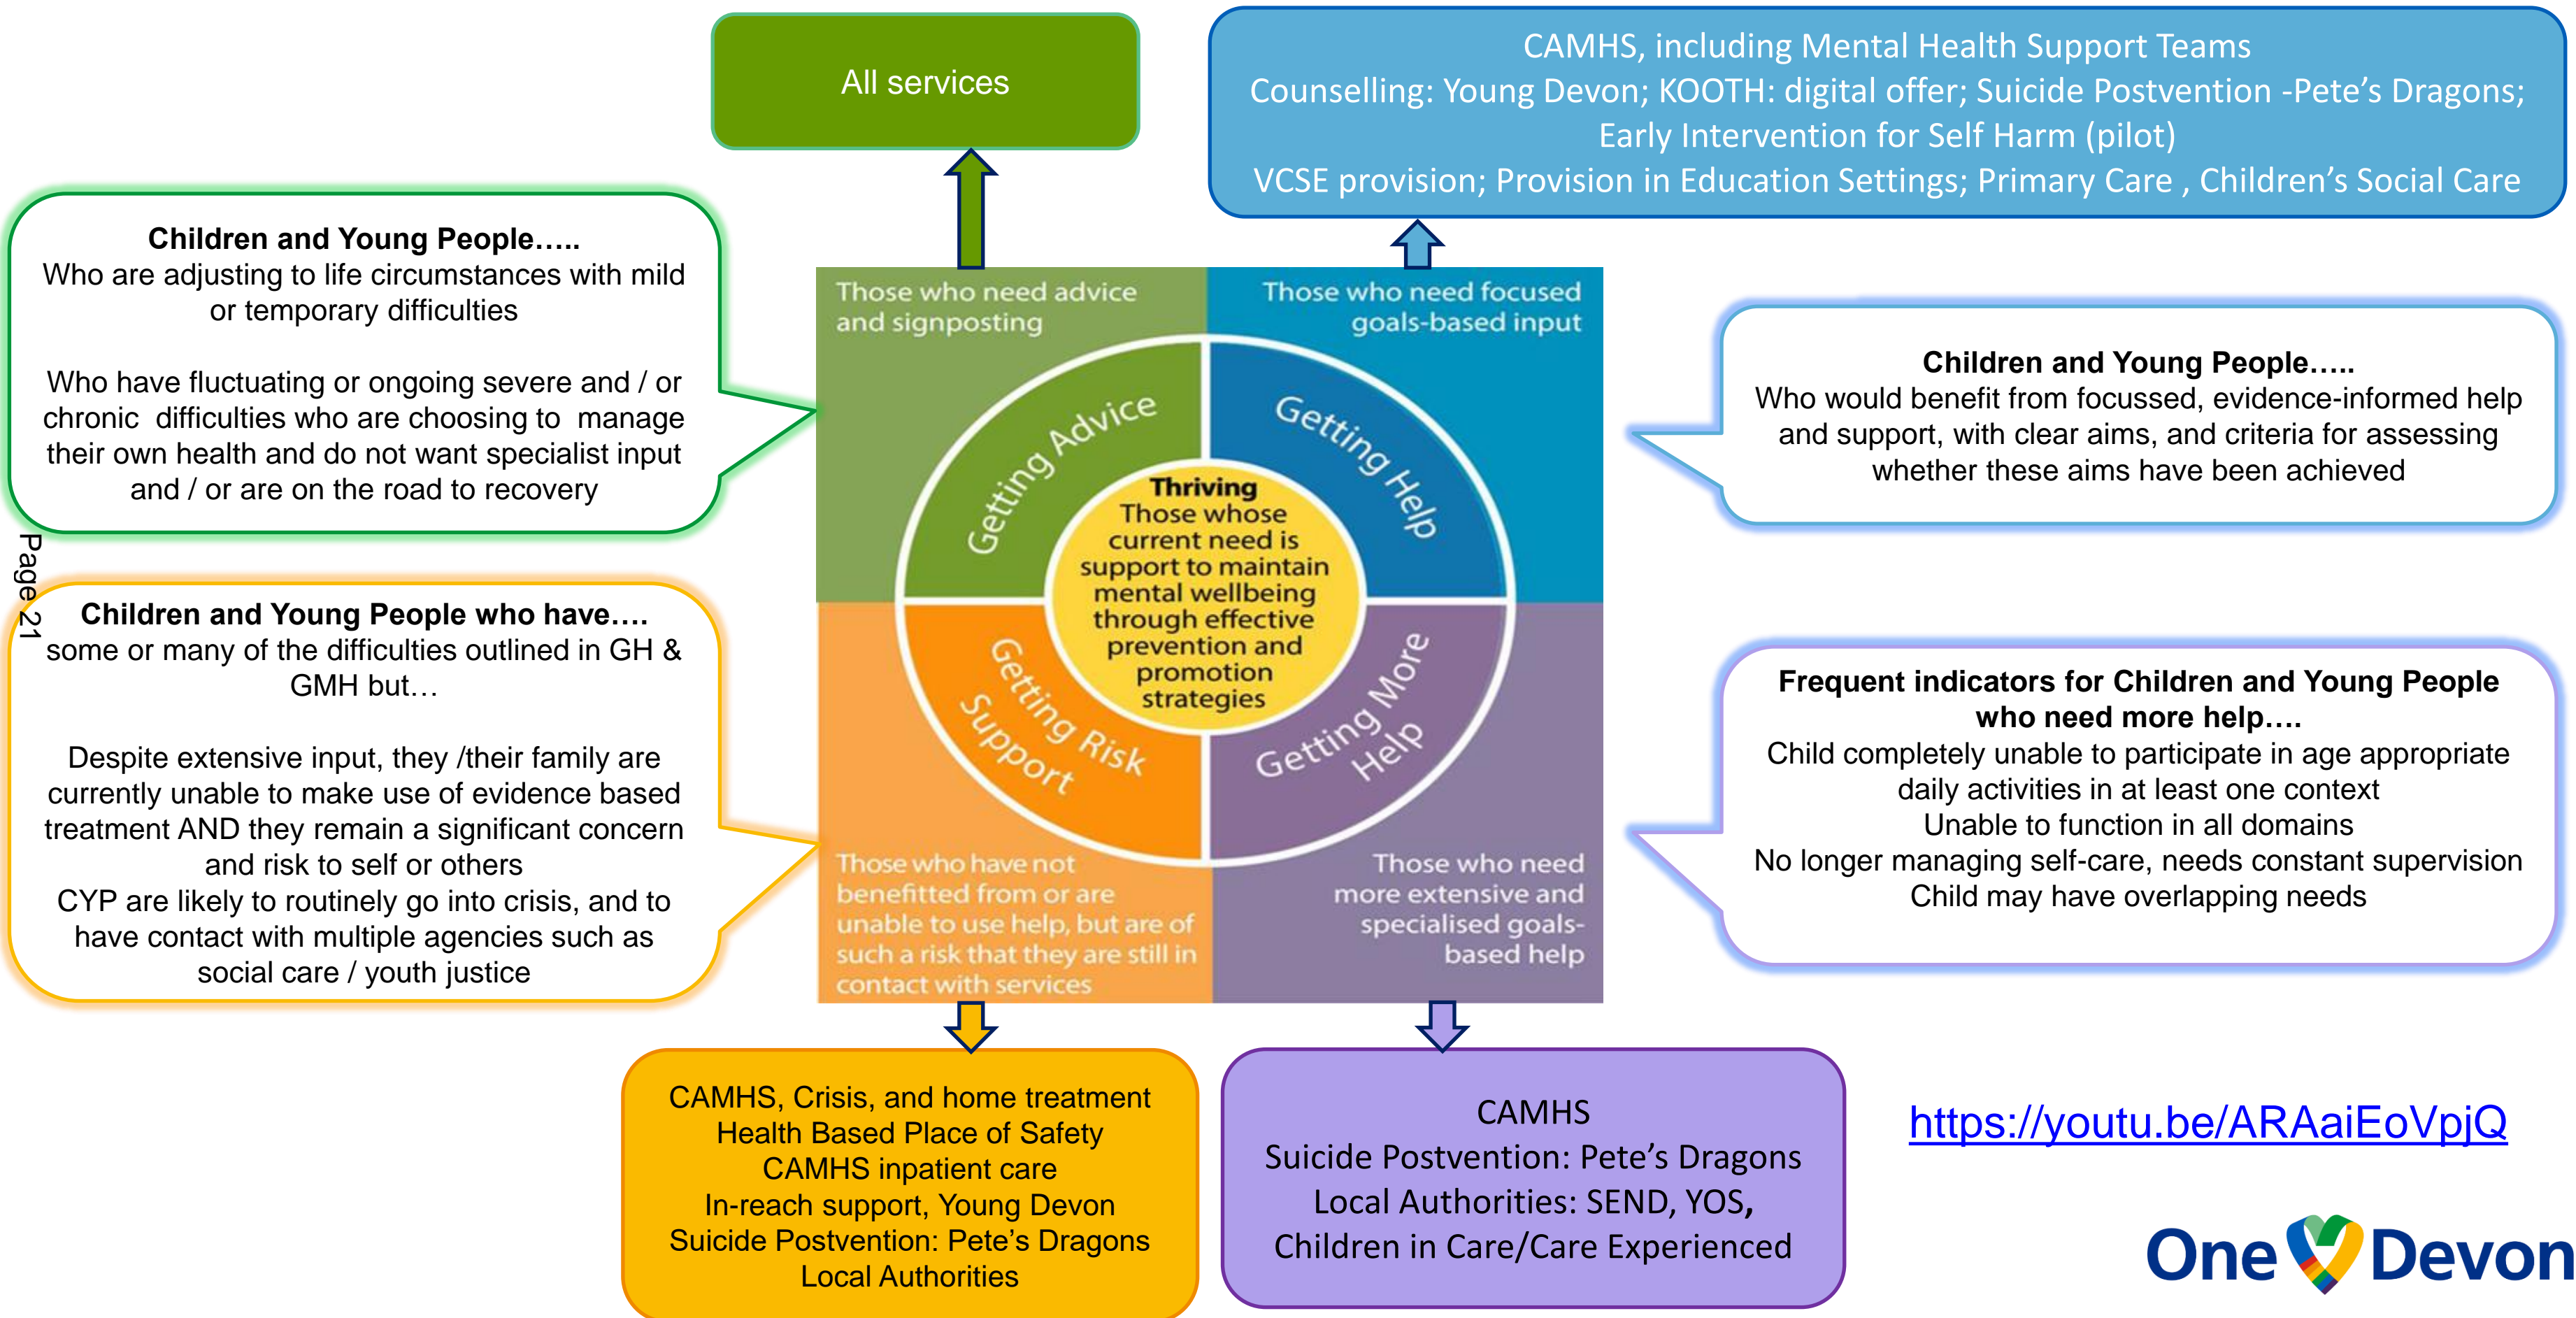 All services
CAMHS, including Mental Health Support Teams
Counselling: Young Devon; KOOTH: digital offer; Suicide Postvention -Pete’s Dragons;
Early Intervention for Self Harm (pilot)
VCSE provision; Provision in Education Settings; Primary Care , Children’s Social Care
Children and Young People…..
Who are adjusting to life circumstances with mild
or temporary difficulties
Who have fluctuating or ongoing severe and / or
chronic  difficulties who are choosing to  manage
their own health and do not want specialist input
and / or are on the road to recovery
Those who need advice
and signposting
Those who need focused
goals-based input
Getting Advice
Getting Help
Thriving
Those whose
current need is
support to maintain
mental wellbeing
through effective
prevention and
promotion
strategies
Getting Risk
Support
Getting More
Help
Those who have not
benefitted from or are
unable to use help, but are of
such a risk that they are still in
contact with services
Those who need
more extensive and
specialised goals-
based help
Children and Young People…..
Who would benefit from focussed, evidence-informed help
and support, with clear aims, and criteria for assessing
whether these aims have been achieved
Page 21
Children and Young People who have….
some or many of the difficulties outlined in GH &
GMH but…
Despite extensive input, they /their family are
currently unable to make use of evidence based
treatment AND they remain a significant concern
and risk to self or others
CYP are likely to routinely go into crisis, and to
have contact with multiple agencies such as
social care / youth justice
Frequent indicators for Children and Young People
who need more help….
Child completely unable to participate in age appropriate
daily activities in at least one context
Unable to function in all domains
No longer managing self-care, needs constant supervision
Child may have overlapping needs
CAMHS, Crisis, and home treatment
Health Based Place of Safety
CAMHS inpatient care
In-reach support, Young Devon
Suicide Postvention: Pete’s Dragons
Local Authorities
CAMHS
Suicide Postvention: Pete’s Dragons
Local Authorities: SEND, YOS,
Children in Care/Care Experienced
https://youtu.be/ARAaiEoVpjQ
One Devon